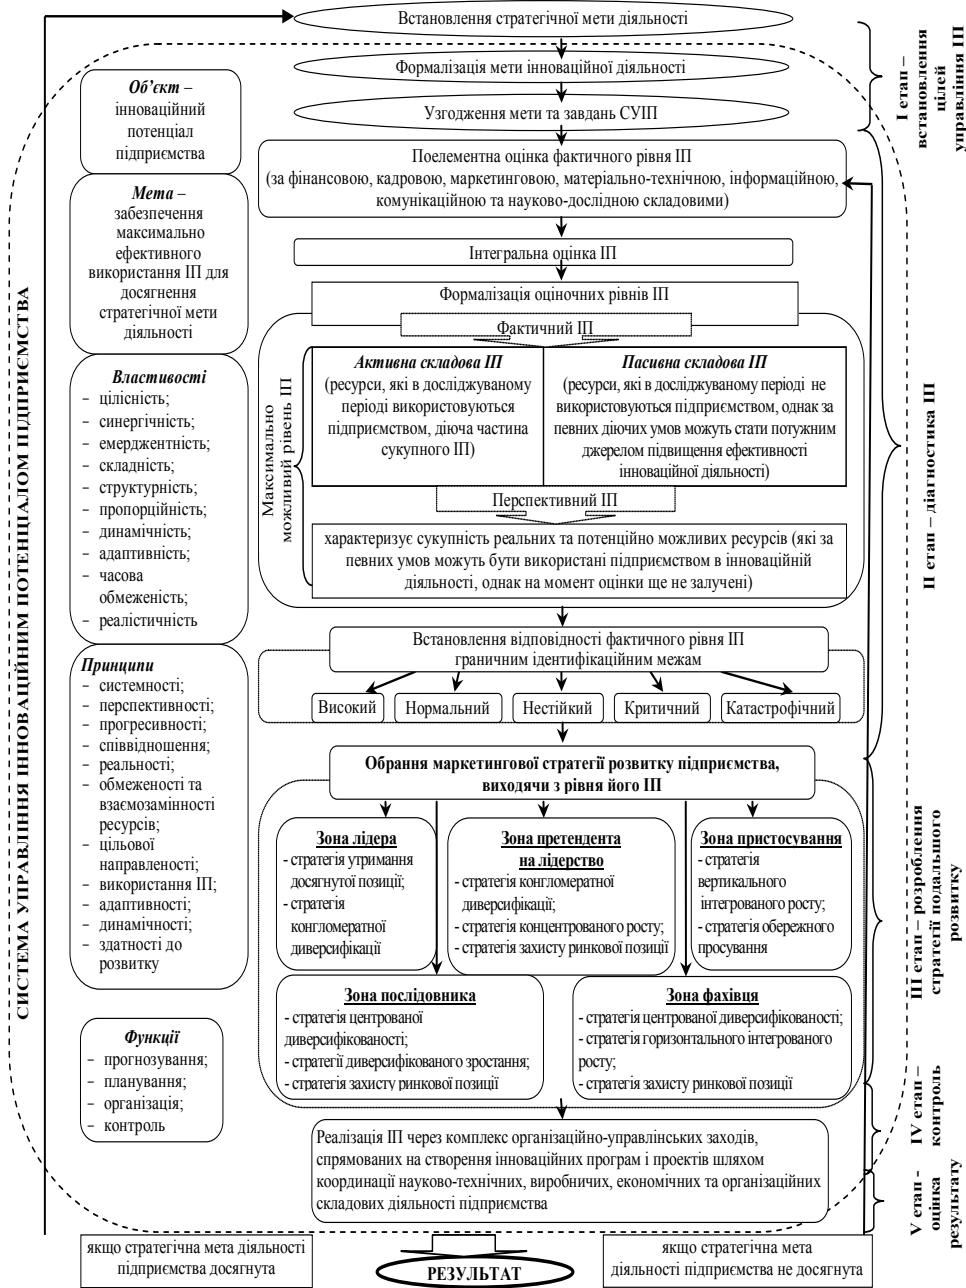 Встановлення стратегічної мети діяльності
Формалізація мети інноваційної діяльності
Узгодження мети та завдань СУІП
Поелементна оцінка фактичного рівня ІП
(за фінансовою, кадровою, маркетинговою, матеріально-технічною, інформаційною,
комунікаційною та науково-дослідною складовими)
Інтегральна оцінка ІП
Формалізація оціночних рівнів ІП
Фактичний ІП
Максимально
можливий рівень ІП
Активна складова ІП
(ресурси, які в досліджуваному
періоді використовуються
підприємством, діюча частина
сукупного ІП)
Пасивна складова ІП
(ресурси, які в досліджуваному періоді не
використовуються підприємством, однак за
певних діючих умов можуть стати потужним
джерелом підвищення ефективності
інноваційної діяльності)
Перспективний ІП
характеризує сукупність реальних та потенційно можливих ресурсів (які за
певних умов можуть бути використані підприємством в інноваційній
діяльності, однак на момент оцінки ще не залучені)
Встановлення відповідності фактичного рівня ІП
граничним ідентифікаційним межам
Високий
Нормальний
Нестійкий
Критичний
Катастрофічний
Обрання маркетингової стратегії розвитку підприємства,
виходячи з рівня його ІП
Зона лідера
- стратегія утримання
досягнутої позиції;
- стратегія
конгломератної
диверсифікації
Зона претендента
на лідерство
- стратегія конгломератної
диверсифікації;
- стратегія концентрованого росту;
- стратегія захисту ринкової позиції
Зона пристосування
- стратегія
вертикального
інтегрованого росту;
- стратегія обережного
просування
Зона послідовника
- стратегія центрованої
диверсифікованості;
- стратегії диверсифікованого зростання;
- стратегія захисту ринкової позиції
Зона фахівця
- стратегія центрованої диверсифікованості;
- стратегія горизонтального інтегрованого
росту;
- стратегія захисту ринкової позиції
Реалізація ІП через комплекс організаційно-управлінських заходів,
спрямованих на створення інноваційних програм і проектів шляхом
координації науково-технічних, виробничих, економічних та організаційних
складових діяльності підприємства
якщо стратегічна мета діяльності
підприємства досягнута
РЕЗУЛЬТАТ
якщо стратегічна мета
діяльності підприємства не досягнута
СИСТЕМА УПРАВЛІННЯ ІННОВАЦІЙНИМ ПОТЕНЦІАЛОМ ПІДПРИЄМСТВА
Об’єкт –
інноваційний
потенціал
підприємства
Мета –
забезпечення
максимально
ефективного
використання ІП для
досягнення
стратегічної мети
діяльності
Властивості
- цілісність;
- синергічність;
- емерджентність;
- складність;
- структурність;
- пропорційність;
- динамічність;
- адаптивність;
- часова
обмеженість;
- реалістичність
Принципи
- системності;
- перспективності;
- прогресивності;
- співвідношення;
- реальності;
- обмеженості та
взаємозамінності
ресурсів;
- цільової
направленості;
- використання ІП;
- адаптивності;
- динамічності;
- здатності до
розвитку
Функції
- прогнозування;
- планування;
- організація;
- контроль
І етап –
встановлення
цілей
управління ІП
ІІ етап – діагностика ІП
ІІІ етап – розроблення
стратегії подальшого
розвитку
IV етап –
контроль
V етап -
оцінка
результату